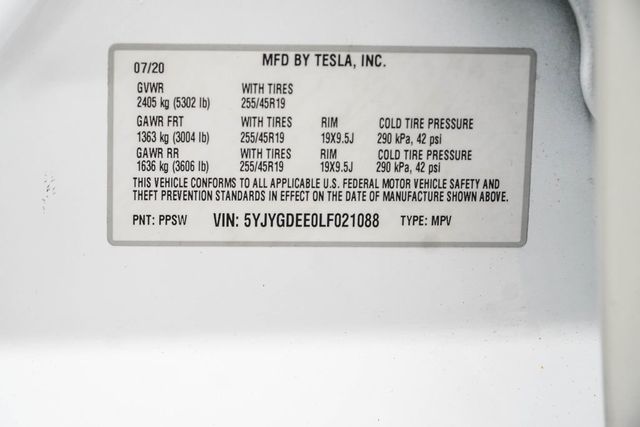 MFD BY TESLA, INC.
07/20
GVWR WITH TIRES
2405 kg (5302 lb) 255/45R19
GAWR FRT WITH TIRES RIM COLD TIRE PRESSURE
1363 kg (3004 lb) 255/45R19 19X9.5J 290 kPa, 42 psi
GAWR RR WITH TIRES RIM COLD TIRE PRESSURE
1636 kg (3606 lb) 255/45R19 19X9.5J 290 kPa, 42 psi
THIS VEHICLE CONFORMS TO ALL APPLICABLE U.S. FEDERAL MOTOR VEHICLE SAFETY AND
THEFT PREVENTION STANDARDS IN EFFECT ON THE DATE OF MANUFACTURE SHOWN ABOVE.
PNT: PPSW VIN: 5YJYGDEE0LF021088 TYPE: MPV